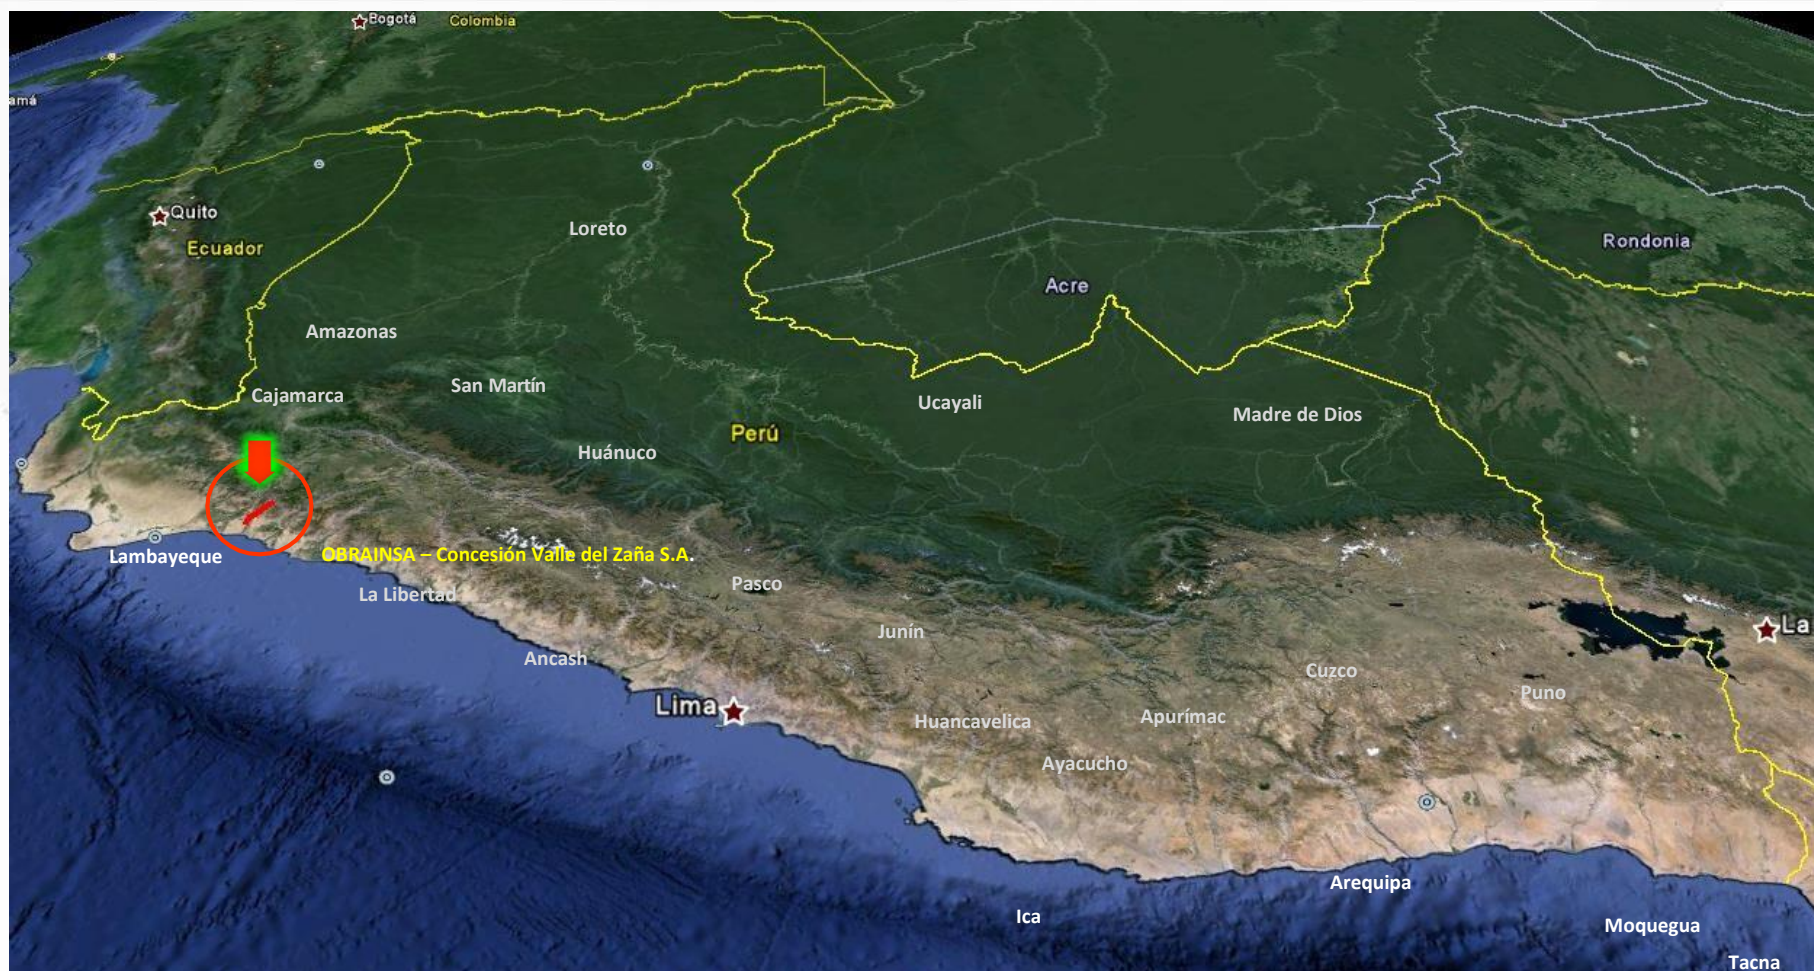 Bogotá
Colombia
amá
Quito
Loreto
Ecuador
Rondonia
Acre
Amazonas
San Martín
Cajamarca
Ucayali
Madre de Dios
Perú
Huánuco
Lambayeque
OBRAINSA – Concesión Valle del Zaña S.A.
Pasco
La Libertad
Junín
La
Ancash
Cuzco
Puno
Lima
Huancavelica
Apurímac
Ayacucho
Arequipa
Ica
Moquegua
Tacna